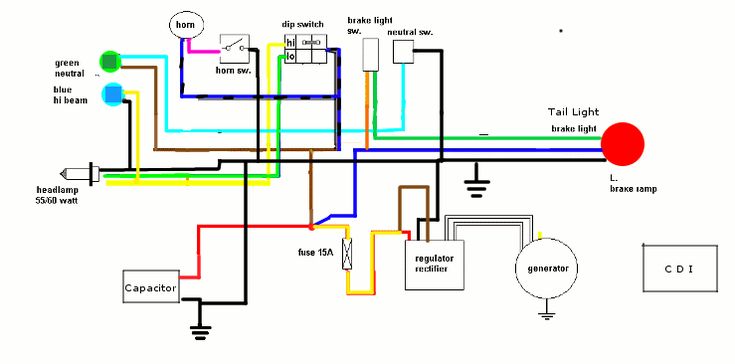 horn
dip switch
brake light
sw.
neutral sw.
hi
lo
green
neutral
horn sw.
blue
hi beam
Tail Light
brake light
headlamp
55/60 watt
L.
brake ramp
fuse 15A
regulator
rectifier
generator
C D I
Capacitor